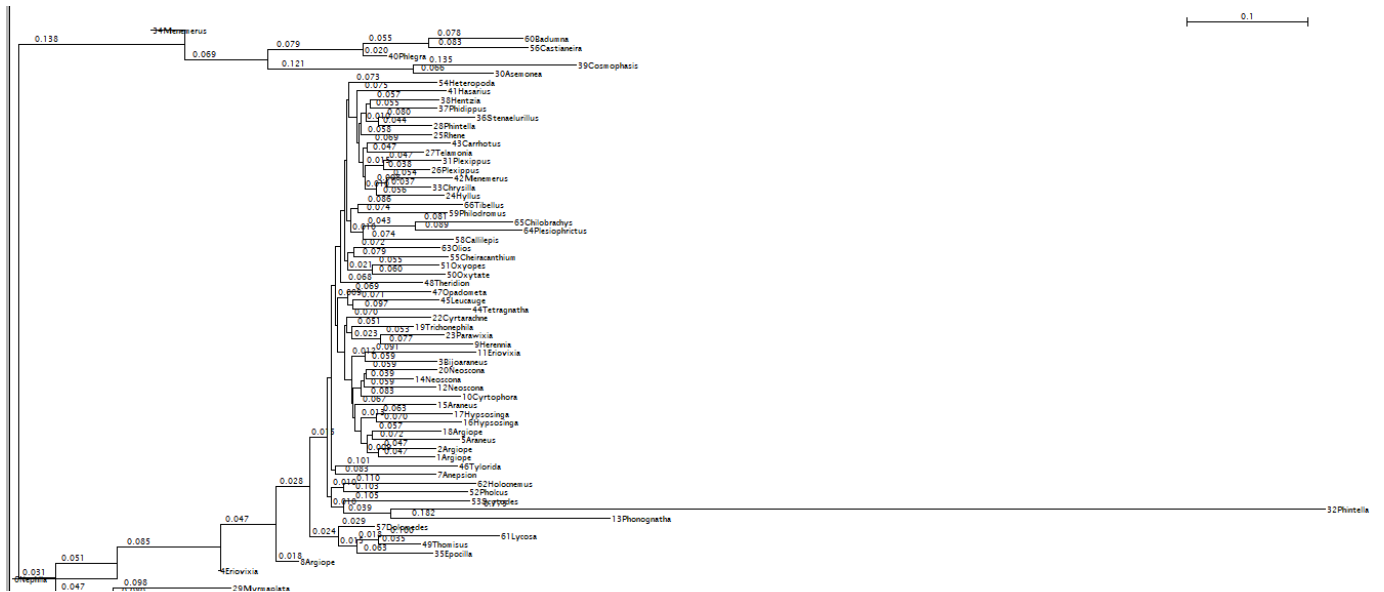 0.1
34Menemerus
0.078
0.138
0.055
60Badumna
0.079
0.083
56Castianeira
0.069
0.020
40Phlegra
0.135
0.121
0.066
39Cosmophasis
30Asemonea
0.073
54Heteropoda
0.075
41Hasarius
0.057
38Hentzia
0.055
37Phidippus
0.080
36Stenaelurillus
0.044
28Phintella
0.058
25Rhene
0.069
43Carrhotus
0.047
27Telamonia
0.047
31Plexippus
0.038
26Plexippus
0.054
42Menemerus
0.037
33Chrysilla
0.056
24Hyllus
0.086
66Tibellus
0.074
59Philodromus
0.043
0.081
65Chilobrachys
0.010
0.089
64Plesiophrictus
0.074
58Callilepis
0.072
63Olios
0.079
55Cheiracanthium
0.055
0.021
51Oxyopes
0.060
50Oxytate
0.068
48Theridion
0.069
47Opadometa
0.071
45Leucauge
0.097
44Tetragnatha
0.070
22Cyrtarachne
0.051
19Trichonephila
0.053
0.023
23Parawixia
0.077
9Herennia
0.091
11Eriovixia
0.059
3Bijoaraneus
0.059
20Neoscona
0.039
14Neoscona
0.059
12Neoscona
0.083
10Cyrtophora
0.067
15Araneus
0.063
17Hypsosinga
0.070
16Hypsosinga
0.057
18Argiope
0.072
5Araneus
0.047
2Argiope
0.047
1Argiope
0.101
46Tylorida
0.083
7Anepsion
0.110
0.010
62Holonemus
0.103
52Pholcus
0.105
0.010
0.028
0.039
32Phintella
0.182
13Phonognatha
0.047
0.029
0.024
61Lycosa
0.035
49Thomisus
0.063
35Epocilla
0.085
0.018
8Argiope
0.051
4Eriovixia
0.031
0.047
0.098
29Myrmaplata